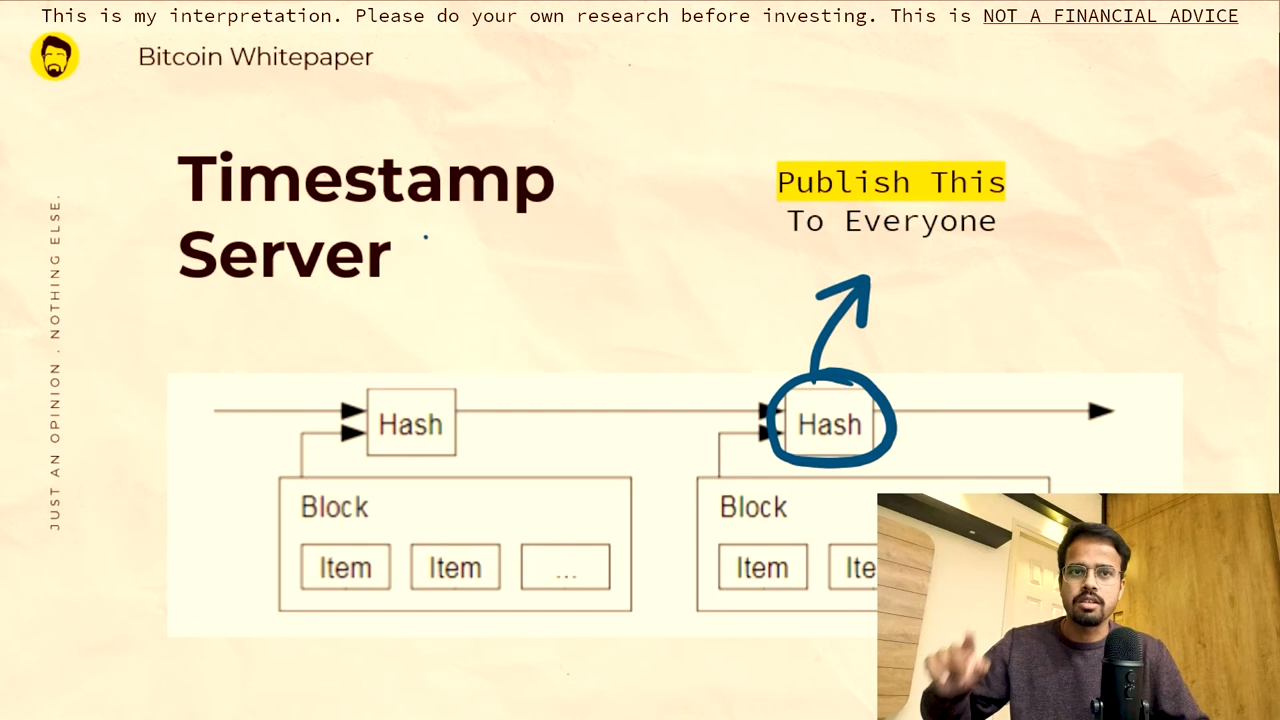 This is my interpretation. Please do your own research before investing. This is NOT A FINANCIAL ADVICE
Bitcoin Whitepaper
JUST AN OPINION . NOTHING ELSE.
Timestamp
Server
Publish This
To Everyone
Hash
Hash
Block
Block
Item
Item
...
Item
Ite